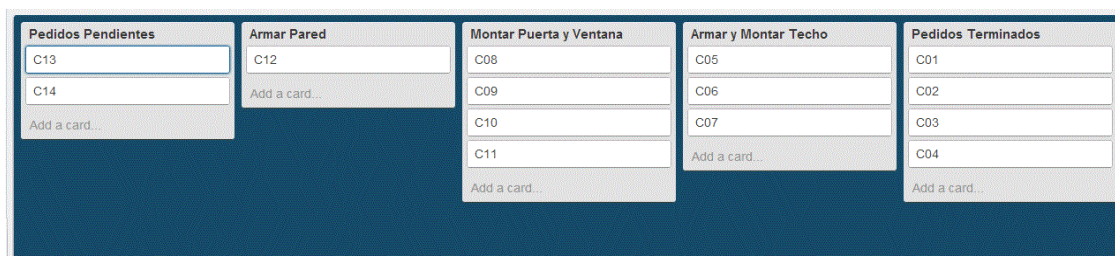 Pedidos Pendientes
C13
C14
Add a card...
Armar Pared
C12
Add a card...
Montar Puerta y Ventana
C08
C09
C10
C11
Add a card...
Armar y Montar Techo
C05
C06
C07
Add a card...
Pedidos Terminados
C01
C02
C03
C04
Add a card...